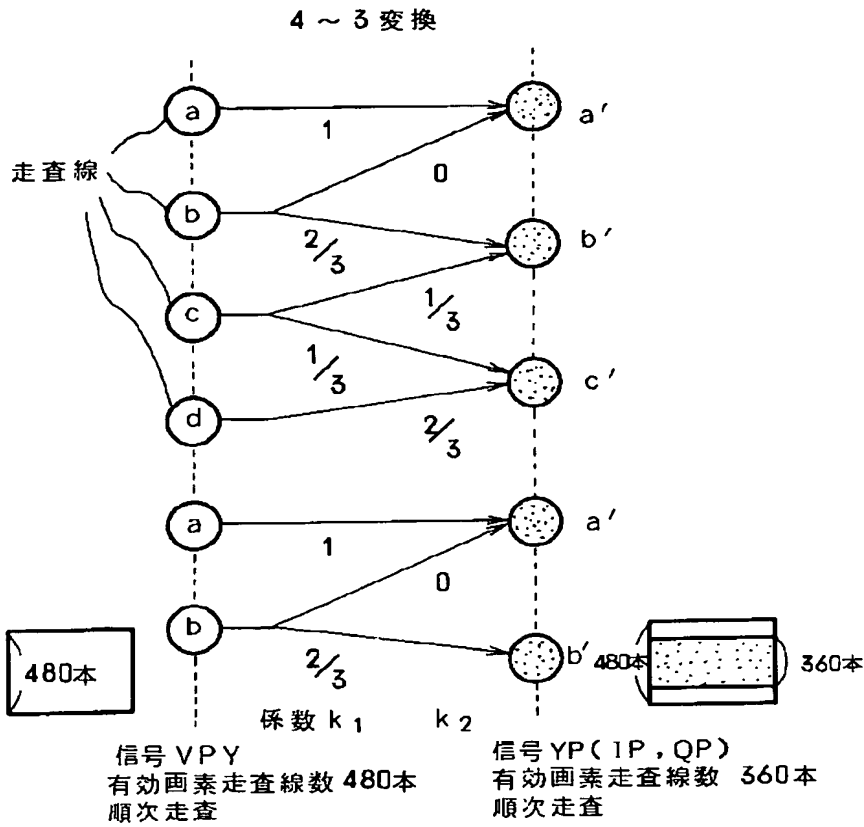 4～3変換
a
1
a′
走査線
0
b
b′
2/3
c
1/3
1/3
c′
d
2/3
a
a′
1
0
b
b′
2/3
480本
480本
360本
係数 k₁
k₂
信号 VPY
有効画素走査線数 480本
順次走査
信号 YP(IP,QP)
有効画素走査線数 360本
順次走査